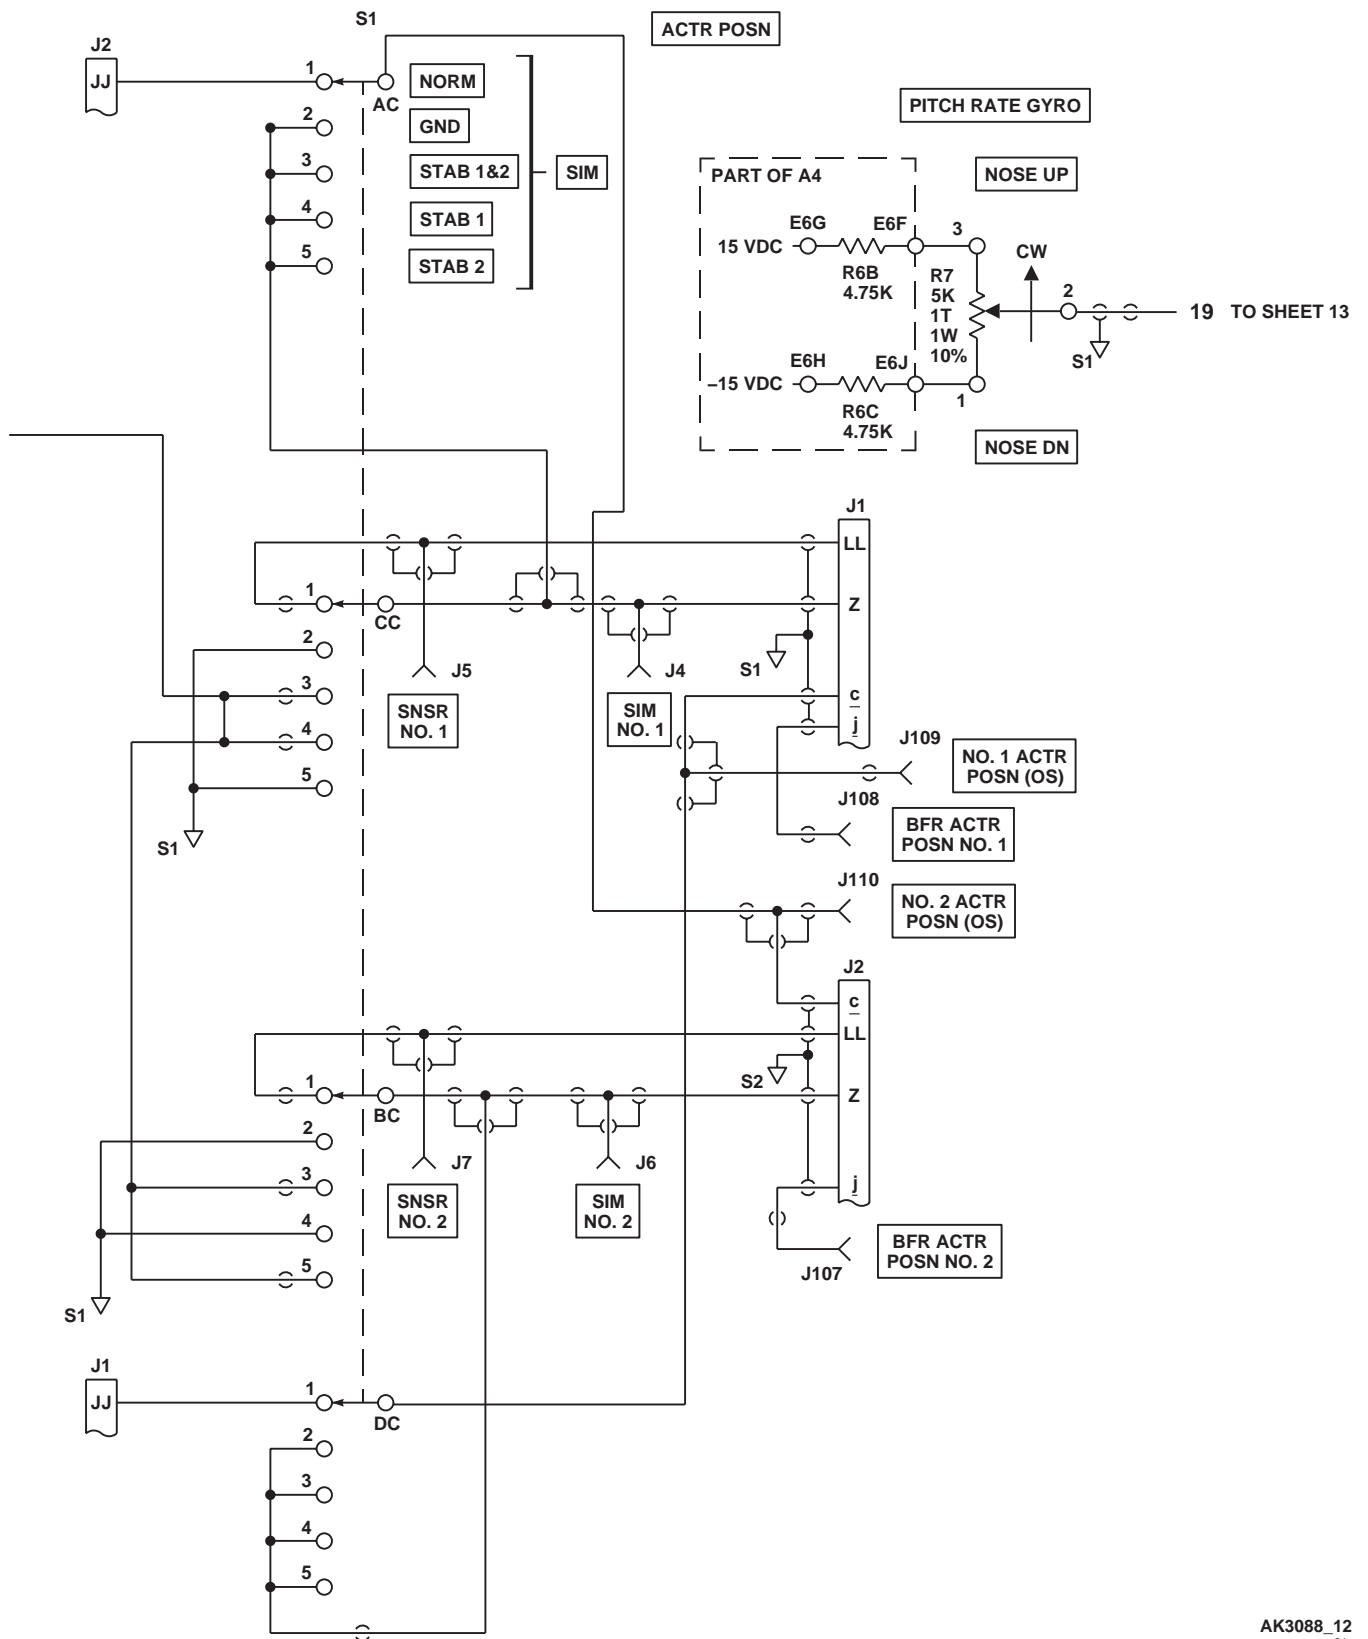 S1
ACTR POSN
J2
JJ
1
AC
NORM
2
GND
3
STAB 1&2
SIM
4
STAB 1
5
STAB 2
PITCH RATE GYRO
PART OF A4
NOSE UP
E6G
E6F
3
15 VDC
R6B
4.75K
CW
R7
5K
1T
1W
10%
2
19 TO SHEET 13
S1
E6H
E6J
–15 VDC
1
R6C
4.75K
NOSE DN
J1
LL
1
CC
Z
2
J5
J4
S1
3
SNSR
NO. 1
SIM
NO. 1
c
j
4
J109
NO. 1 ACTR
POSN (OS)
5
J108
S1
BFR ACTR
POSN NO. 1
J110
NO. 2 ACTR
POSN (OS)
J2
c
LL
S2
1
BC
Z
2
J7
J6
3
SNSR
NO. 2
SIM
NO. 2
j
4
BFR ACTR
POSN NO. 2
5
J107
S1
J1
JJ
1
DC
2
3
4
5
AK3088_12